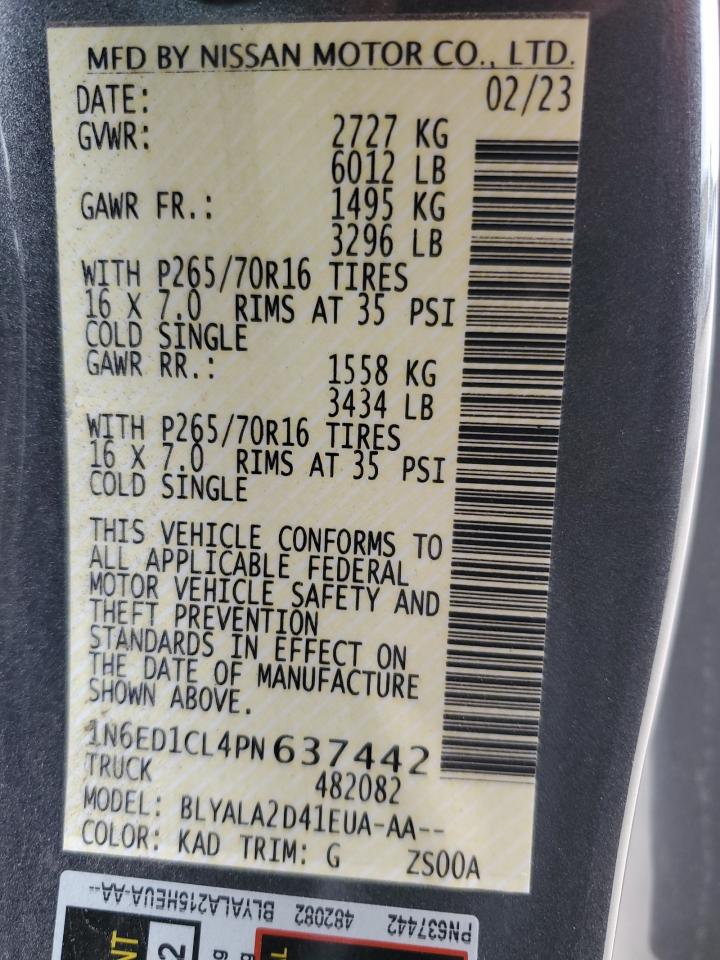 MFD BY NISSAN MOTOR CO., LTD.
DATE: 02/23
GVWR: 2727 KG
6012 LB
GAWR FR.: 1495 KG
3296 LB
WITH P265/70R16 TIRES
16 X 7.0 RIMS AT 35 PSI
COLD SINGLE
GAWR RR.: 1558 KG
3434 LB
WITH P265/70R16 TIRES
16 X 7.0 RIMS AT 35 PSI
COLD SINGLE
THIS VEHICLE CONFORMS TO
ALL APPLICABLE FEDERAL
MOTOR VEHICLE SAFETY AND
THEFT PREVENTION
STANDARDS IN EFFECT ON
THE DATE OF MANUFACTURE
SHOWN ABOVE.
1N6ED1CL4PN637442
TRUCK 482082
MODEL: BLYALA2D41EUA-AA--
COLOR: KAD TRIM: G ZS00A
PN637442 482082 BLYALA215HEUA-AA--